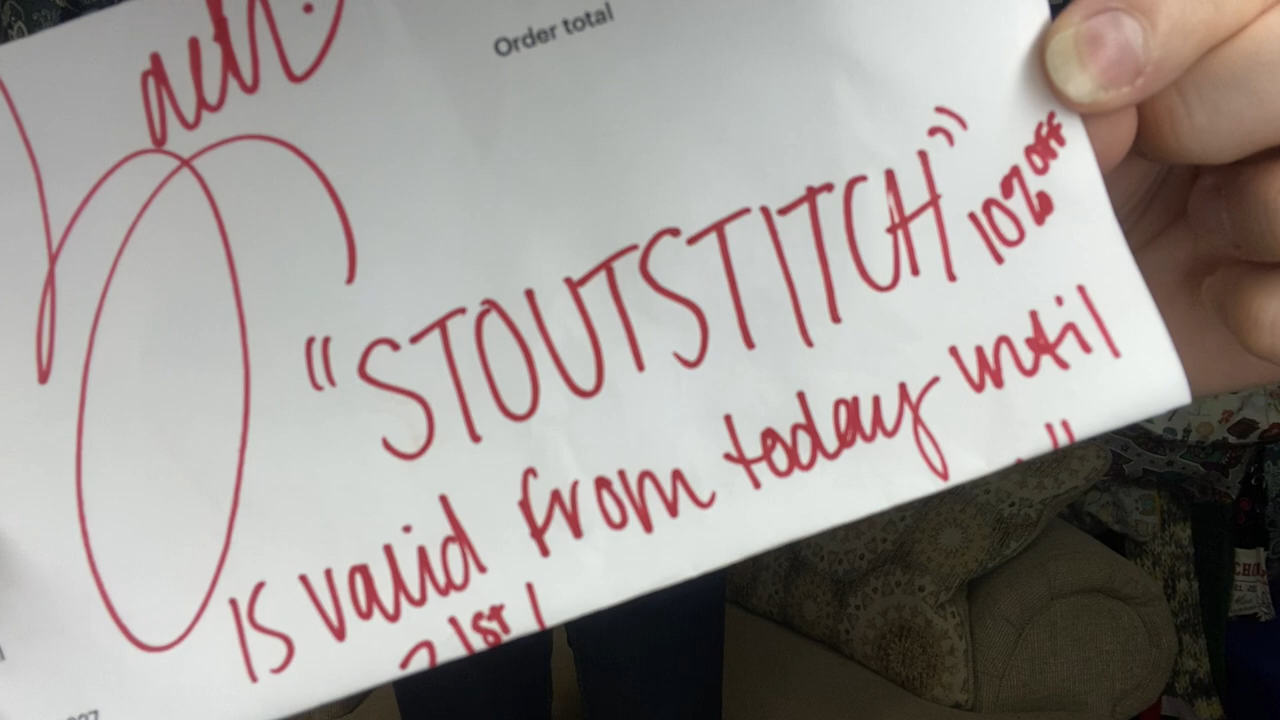 Order total
"STOUTSTITCH" 10% OFF
is valid from today until